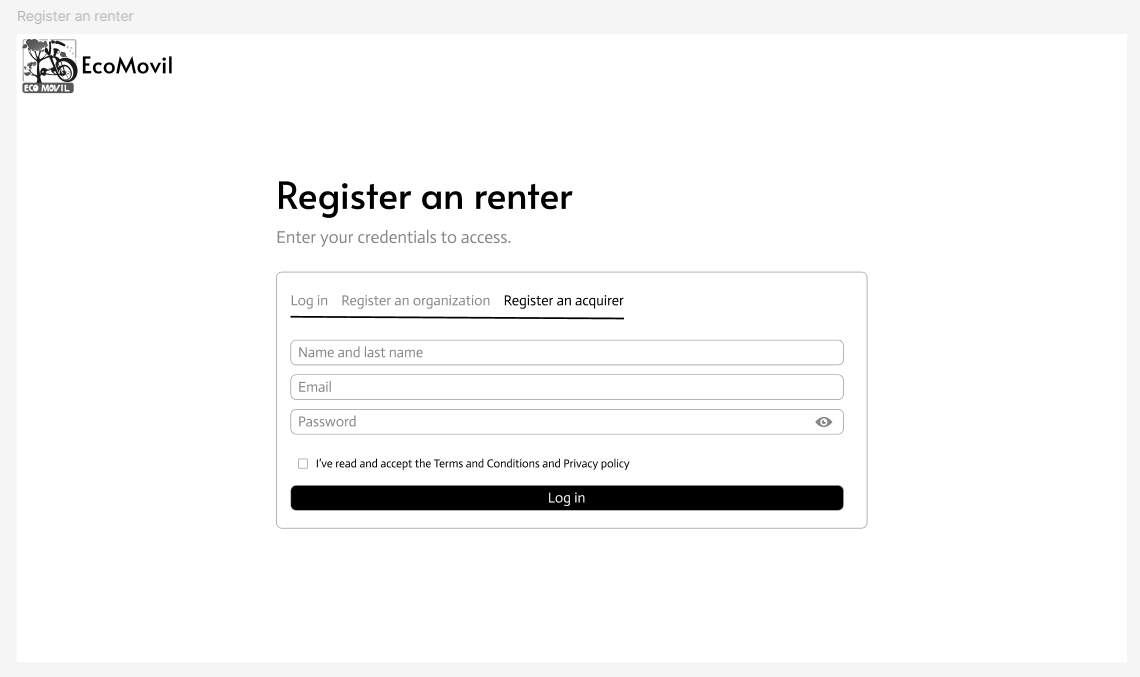 Register an renter
ECO MOVIL
EcoMovil
Register an renter
Enter your credentials to access.
Log in Register an organization Register an acquirer
Name and last name
Email
Password
I've read and accept the Terms and Conditions and Privacy policy
Log in